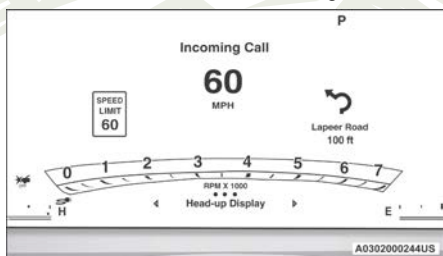 P
Incoming Call
60
MPH
SPEED
LIMIT
60
Lapeer Road
100 ft
0 1 2 3 4 5 6 7
RPM X 1000
H Head-up Display E
A0302000244US